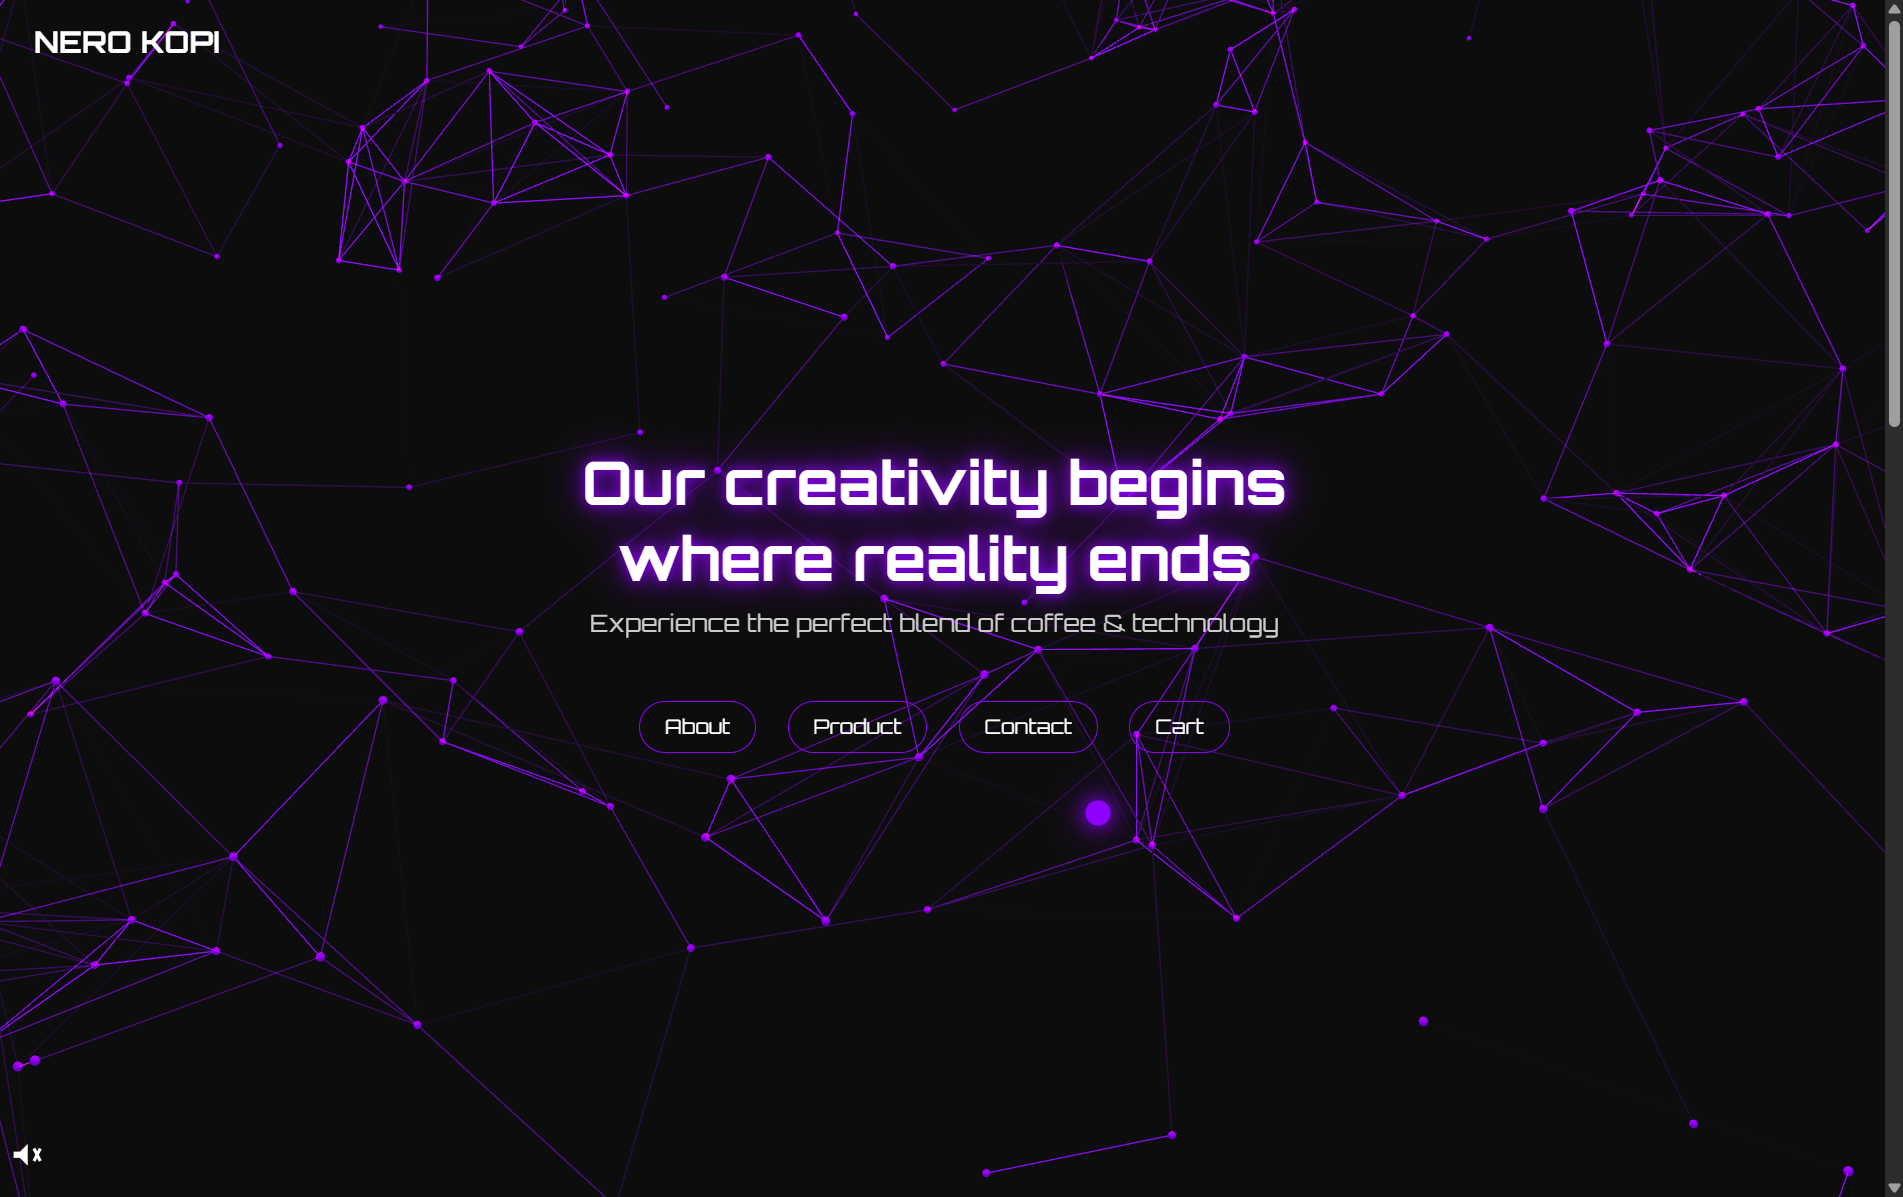 NERO KOPI
Our creativity begins
where reality ends
Experience the perfect blend of coffee & technology
About
Product
Contact
Cart